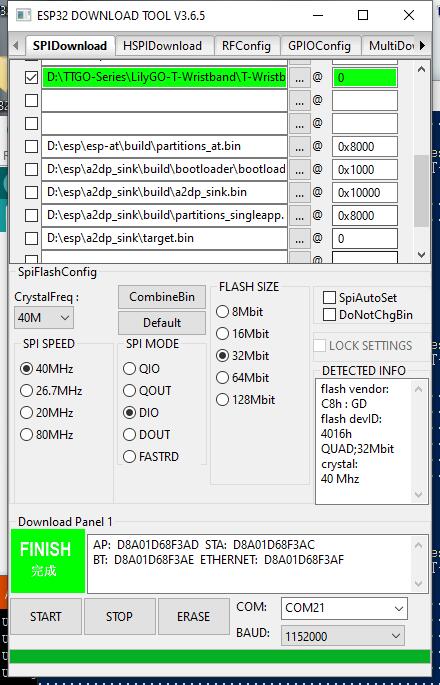 ESP32 DOWNLOAD TOOL V3.6.5
SPIDownload HSPIDownload RFConfig GPIOConfig MultiDow
D:\TTGO-Series\LilyGO-T-Wristband\T-Wristb ... @ 0
... @
... @
D:\esp\esp-at\build\partitions_at.bin ... @ 0x8000
D:\esp\a2dp_sink\build\bootloader\bootload ... @ 0x1000
D:\esp\a2dp_sink\build\a2dp_sink.bin ... @ 0x10000
D:\esp\a2dp_sink\build\partitions_singleapp. ... @ 0x8000
D:\esp\a2dp_sink\target.bin ... @ 0
SpiFlashConfig
CrystalFreq :
40M
CombineBin
Default
SPI SPEED
40MHz
26.7MHz
20MHz
80MHz
SPI MODE
QIO
QOUT
DIO
DOUT
FASTRD
FLASH SIZE
8Mbit
16Mbit
32Mbit
64Mbit
128Mbit
SpiAutoSet
DoNotChgBin
LOCK SETTINGS
DETECTED INFO
flash vendor:
C8h : GD
flash devID:
4016h
QUAD;32Mbit
crystal:
40 Mhz
Download Panel 1
FINISH
完成
AP: D8A01D68F3AD STA: D8A01D68F3AC
BT: D8A01D68F3AE ETHERNET: D8A01D68F3AF
START STOP ERASE
COM: COM21
BAUD: 1152000